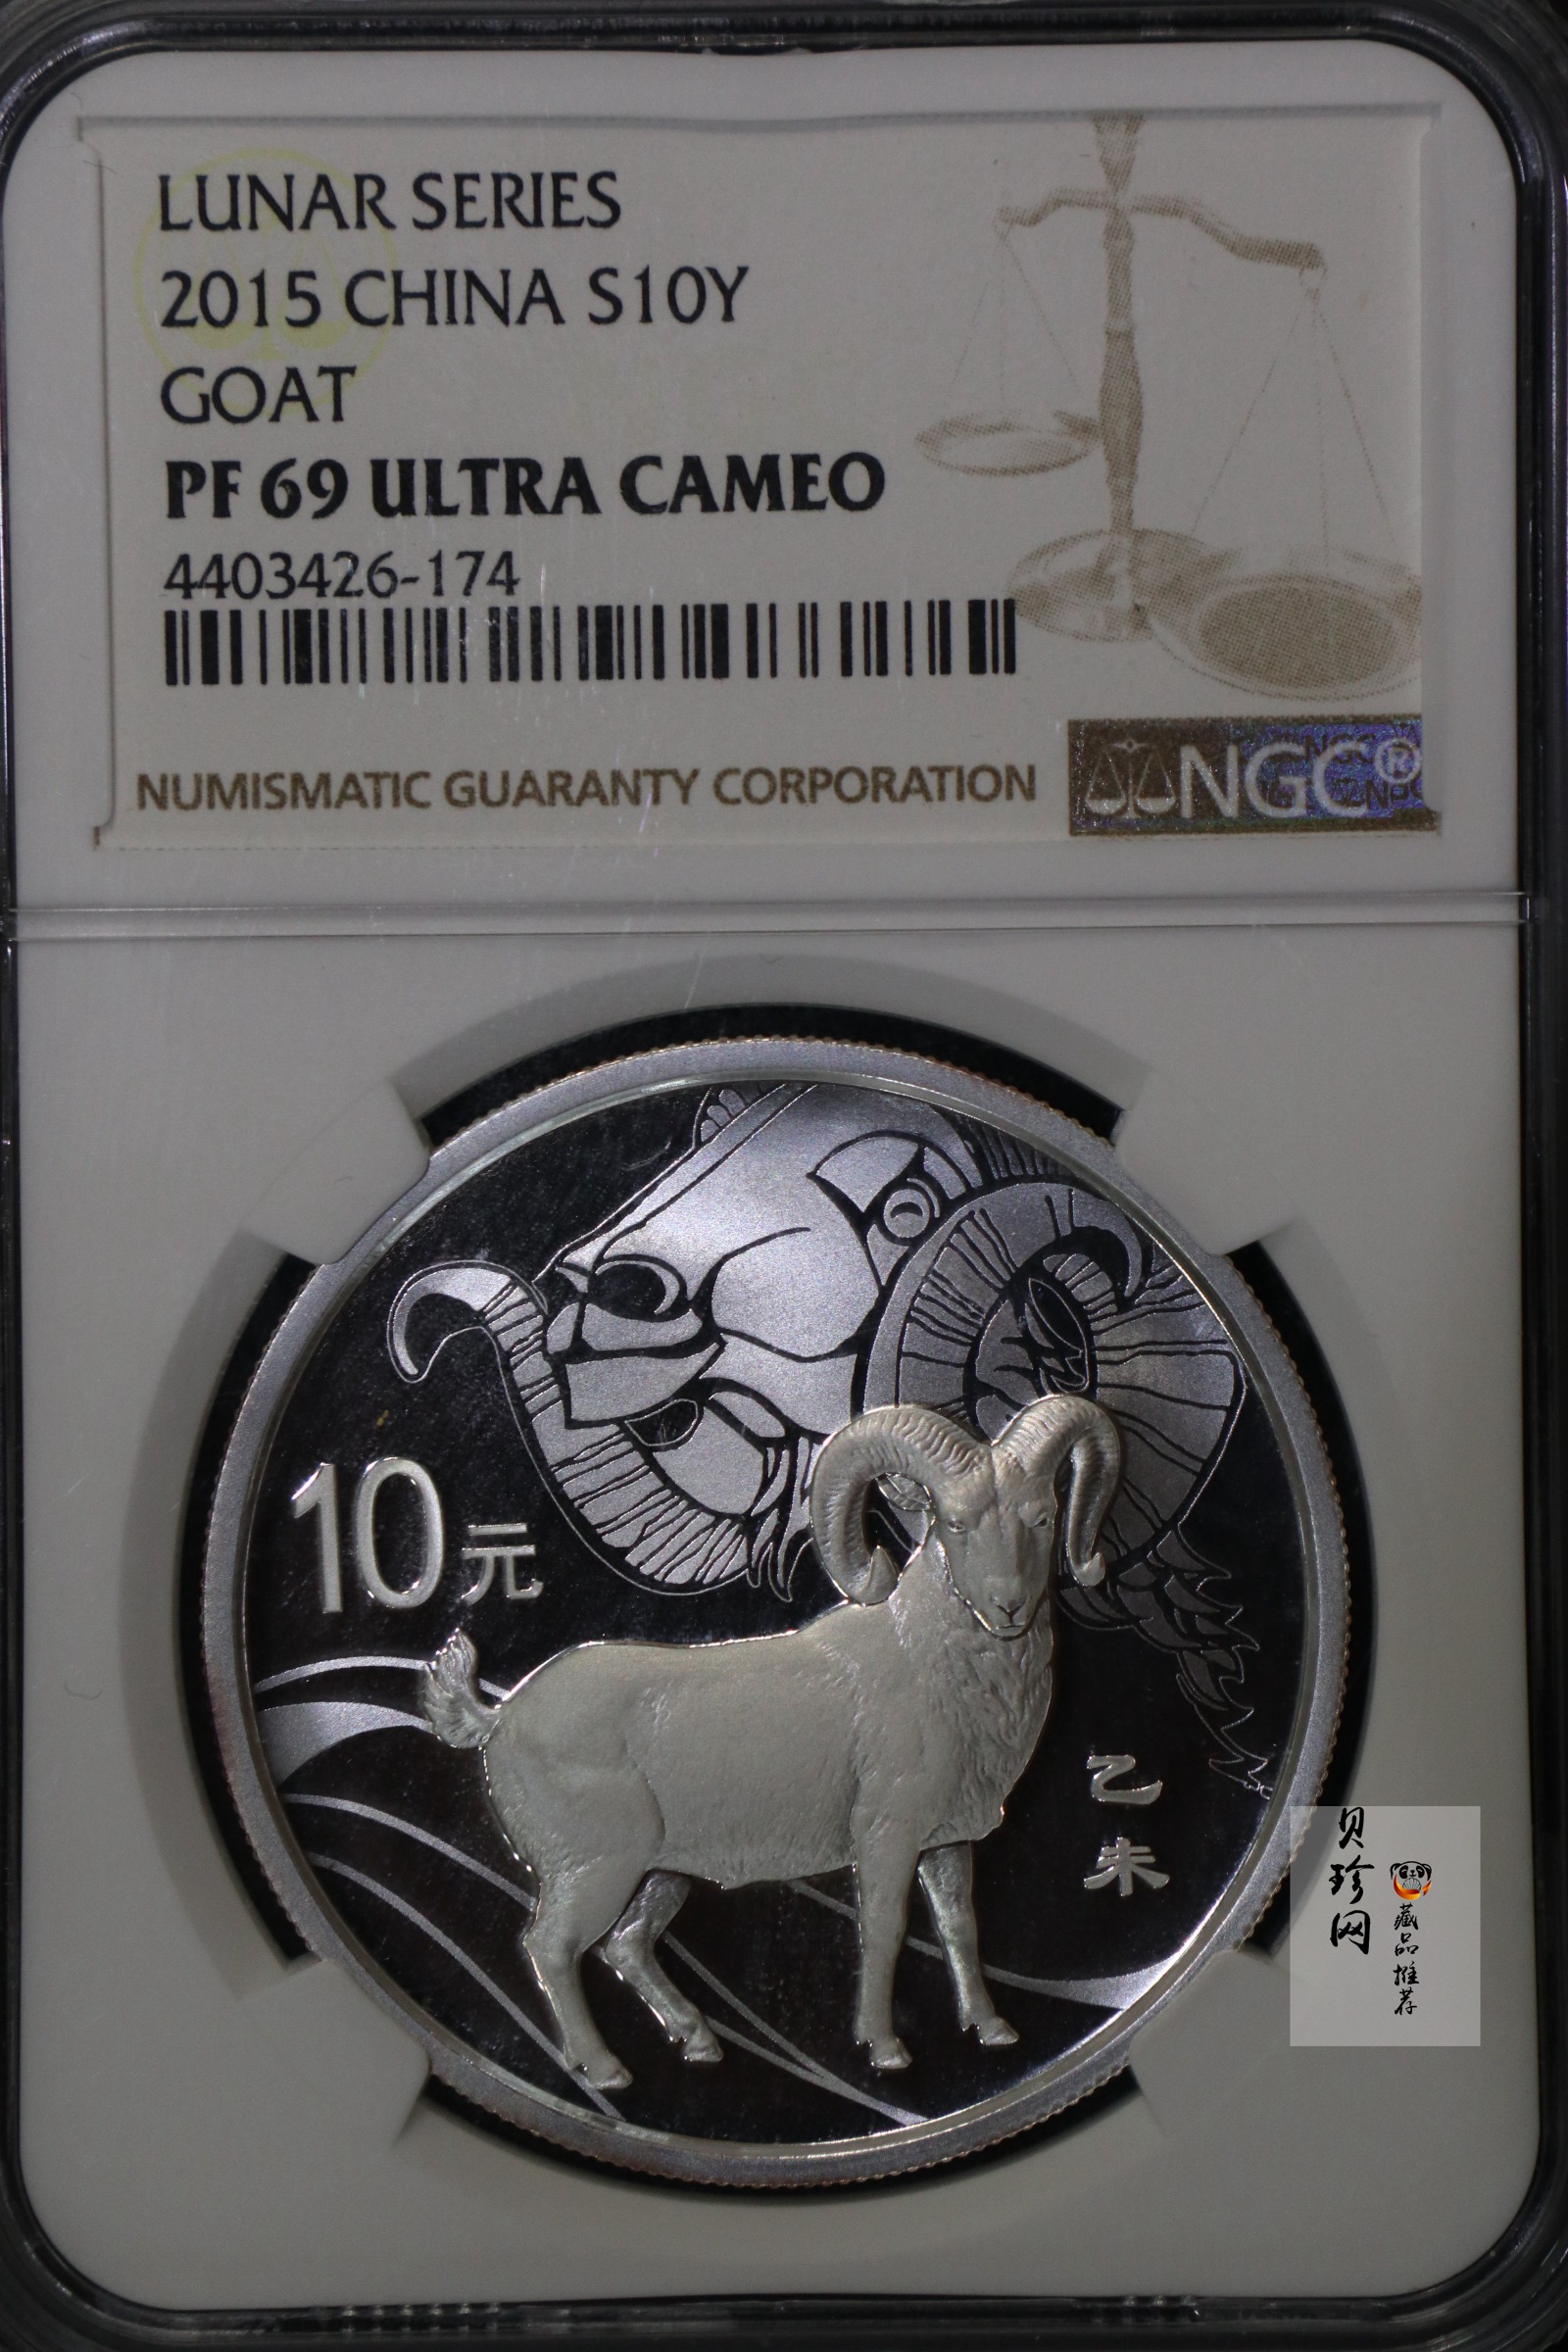 LUNAR SERIES
2015 CHINA S10Y
GOAT
PF 69 ULTRA CAMEO
4403426-174
NUMISMATIC GUARANTY CORPORATION
NGC®
10元
乙未
贝珍网
藏品推荐